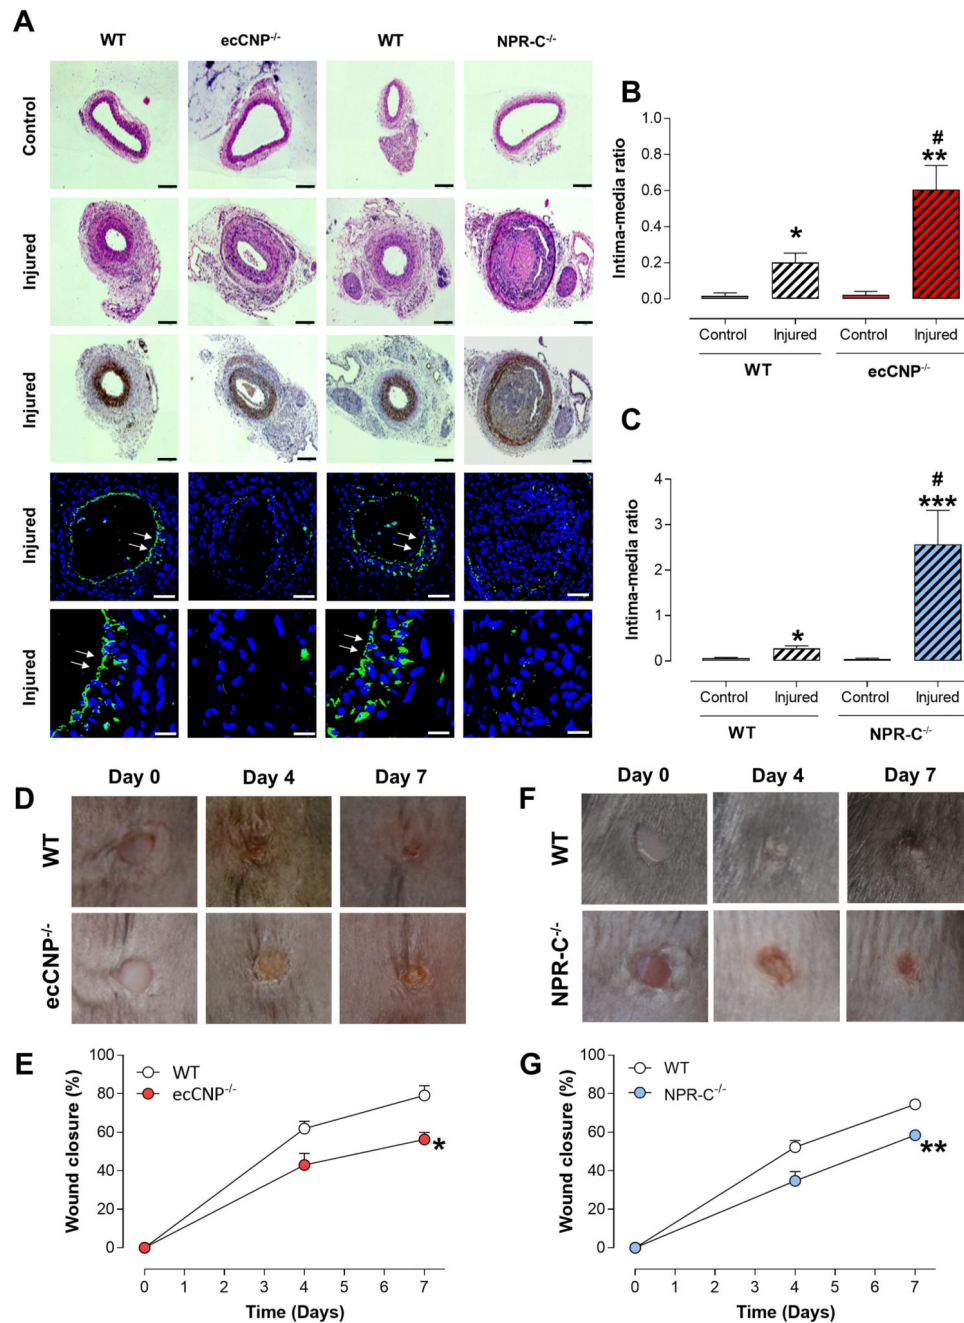 A
WT ecCNP-/- WT NPR-C-/-
Control
Injured
Injured
Injured
Injured
B
Intima-media ratio
1.0
0.8
0.6
0.4
0.2
0.0
#
**
*
Control Injured Control Injured
WT ecCNP-/-
C
Intima-media ratio
4
3
2
1
0
#
***
*
Control Injured Control Injured
WT NPR-C-/-
D
Day 0 Day 4 Day 7
WT
ecCNP-/-
F
Day 0 Day 4 Day 7
WT
NPR-C-/-
E
Wound closure (%)
100
80
60
40
20
0
WT
ecCNP-/-
*
0 1 2 3 4 5 6 7
Time (Days)
G
Wound closure (%)
100
80
60
40
20
0
WT
NPR-C-/-
**
0 1 2 3 4 5 6 7
Time (Days)